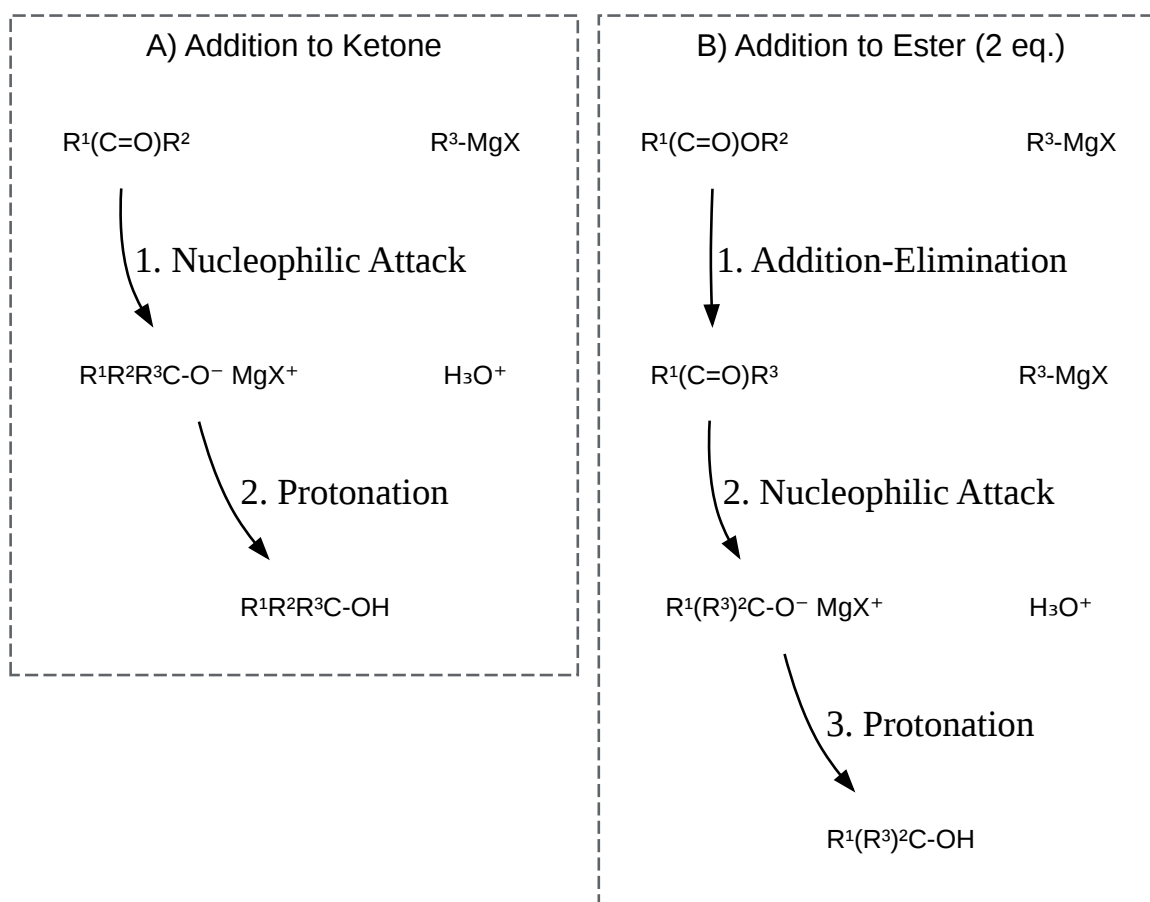 A) Addition to Ketone
R¹(C=O)R²
R³-MgX
1. Nucleophilic Attack
R¹R²R³C-O⁻ MgX⁺
H₃O⁺
2. Protonation
R¹R²R³C-OH
B) Addition to Ester (2 eq.)
R¹(C=O)OR²
R³-MgX
1. Addition-Elimination
R¹(C=O)R³
R³-MgX
2. Nucleophilic Attack
R¹(R³)²C-O⁻ MgX⁺
H₃O⁺
3. Protonation
R¹(R³)²C-OH